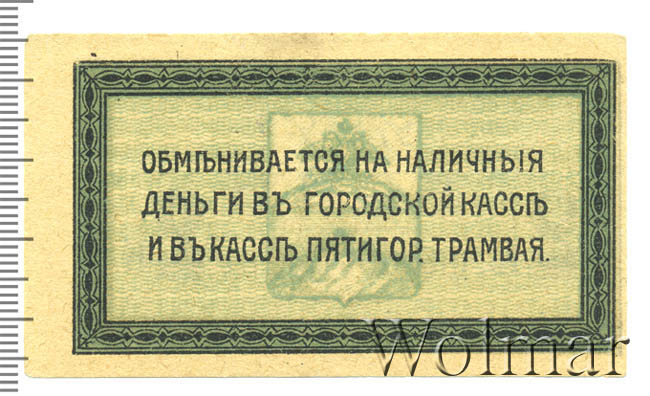 ОБМѢНИВАЕТСЯ НА НАЛИЧНЫЯ
ДЕНЬГИ ВЪ ГОРОДСКОЙ КАССѢ
И ВЪ КАССѢ ПЯТИГОР. ТРАМВАЯ.
Wolmar